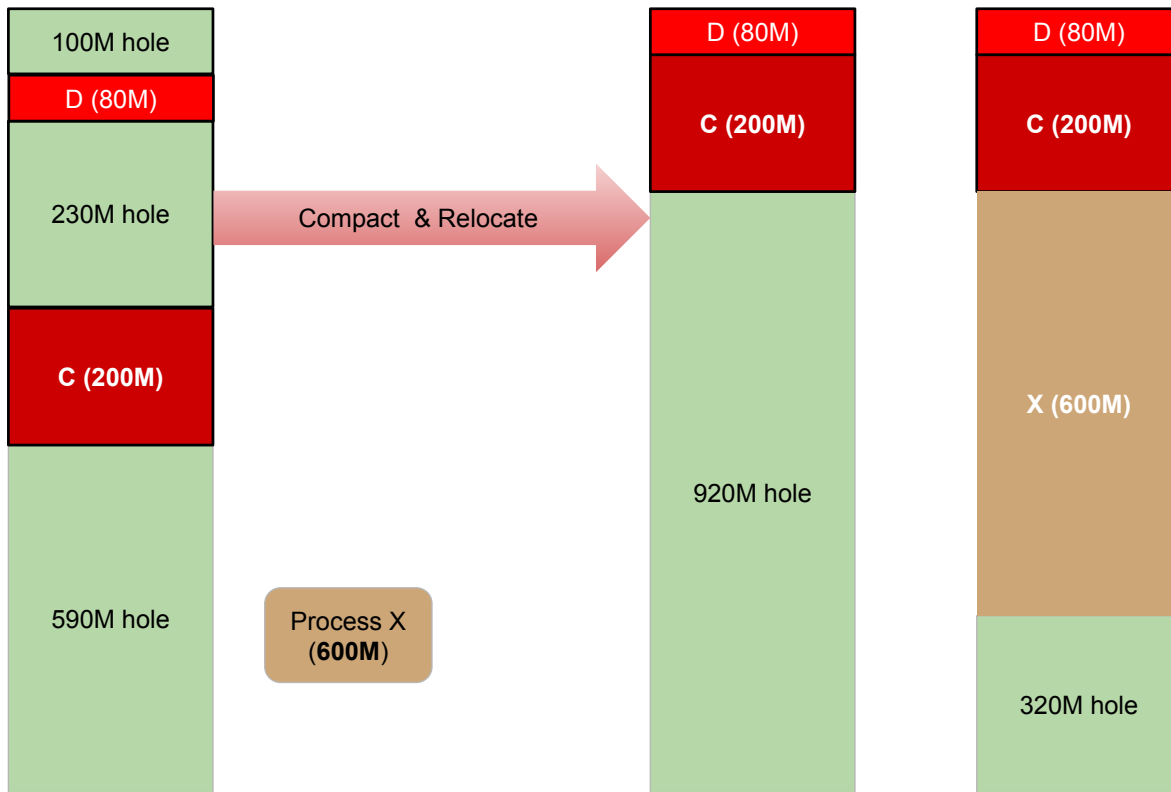 100M hole
D (80M)
230M hole
C (200M)
590M hole
Compact & Relocate
Process X
(600M)
D (80M)
C (200M)
920M hole
D (80M)
C (200M)
X (600M)
320M hole